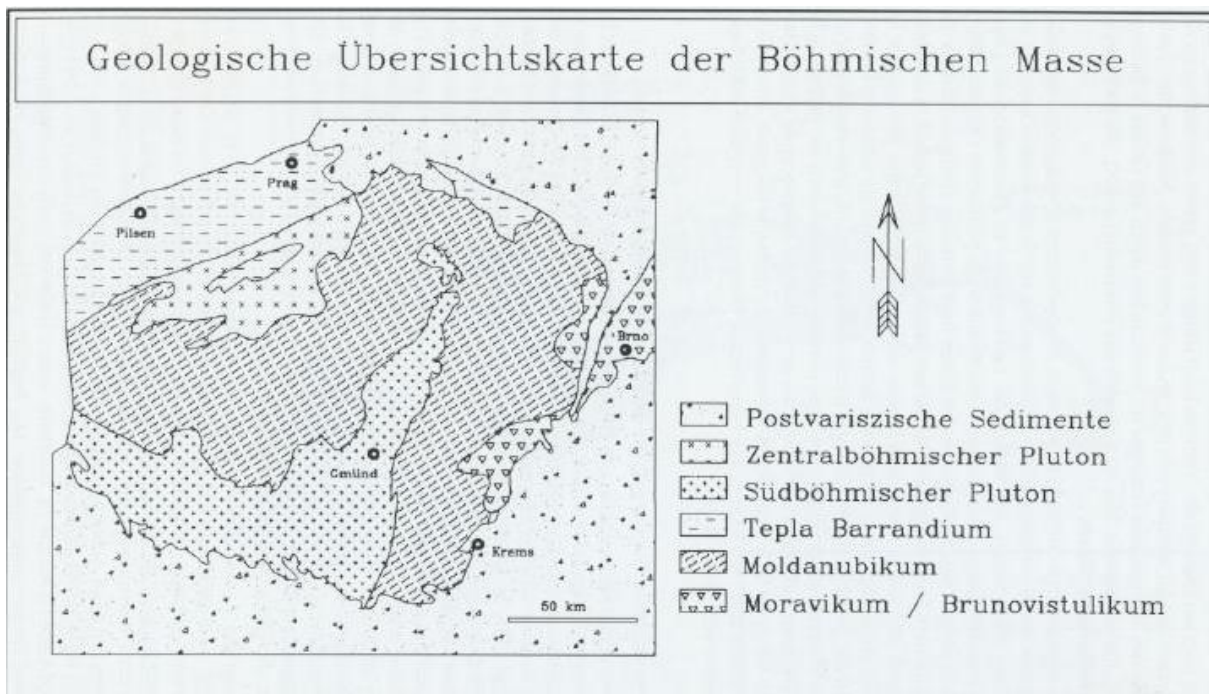 Geologische Übersichtskarte der Böhmischen Masse
Prag
Pilsen
N
Brno
Gmünd
Krems
50 km
Postvariszische Sedimente
Zentralböhmischer Pluton
Südböhmischer Pluton
Tepla Barrandium
Moldanubikum
Moravikum / Brunovistulikum